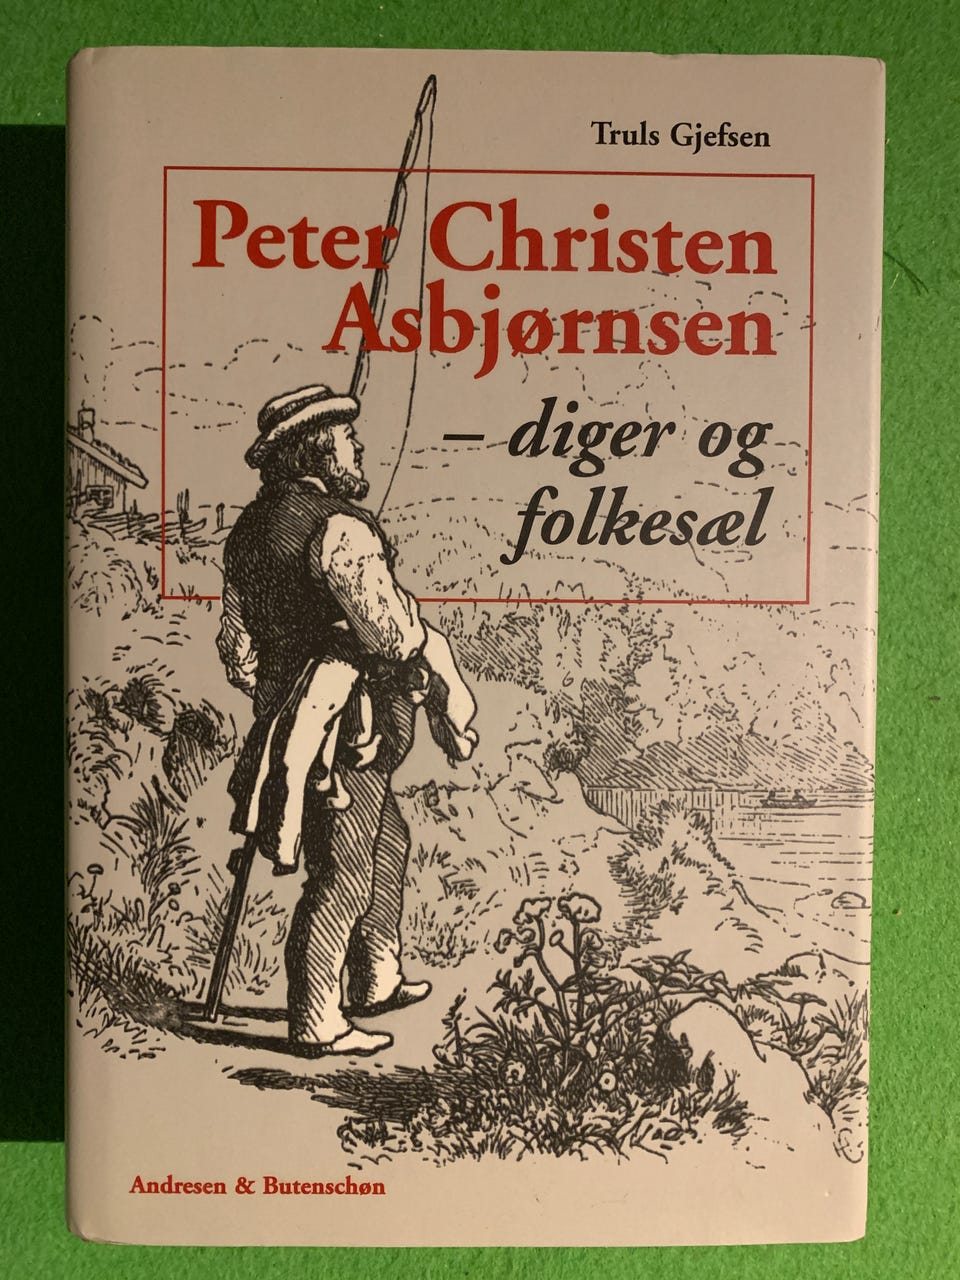 Truls Gjefsen
Peter Christen
Asbjørnsen
– diger og
folkesæl
Andresen & Butenschøn